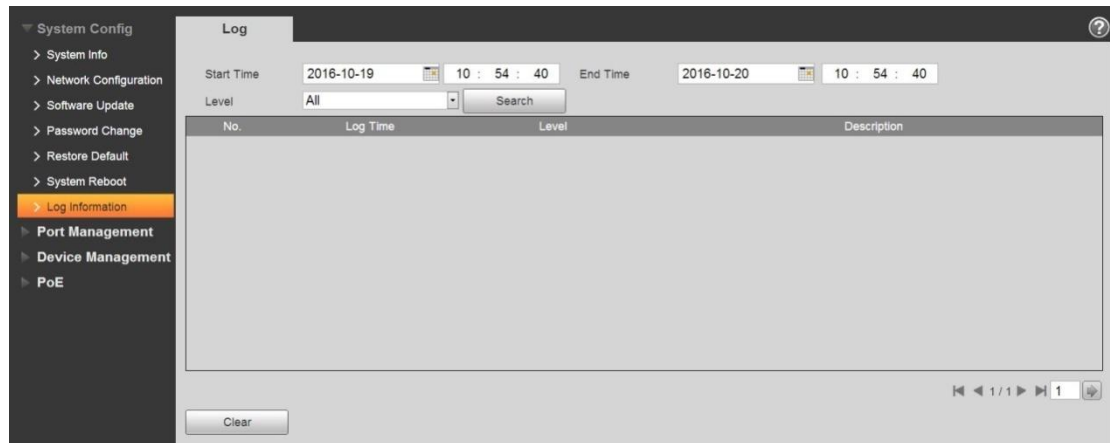 System Config
System Info
Network Configuration
Software Update
Password Change
Restore Default
System Reboot
Log Information
Port Management
Device Management
PoE
Log
?
Start Time 2016-10-19 10 : 54 : 40 End Time 2016-10-20 10 : 54 : 40
Level All Search
No. Log Time Level Description
1/1 1
Clear